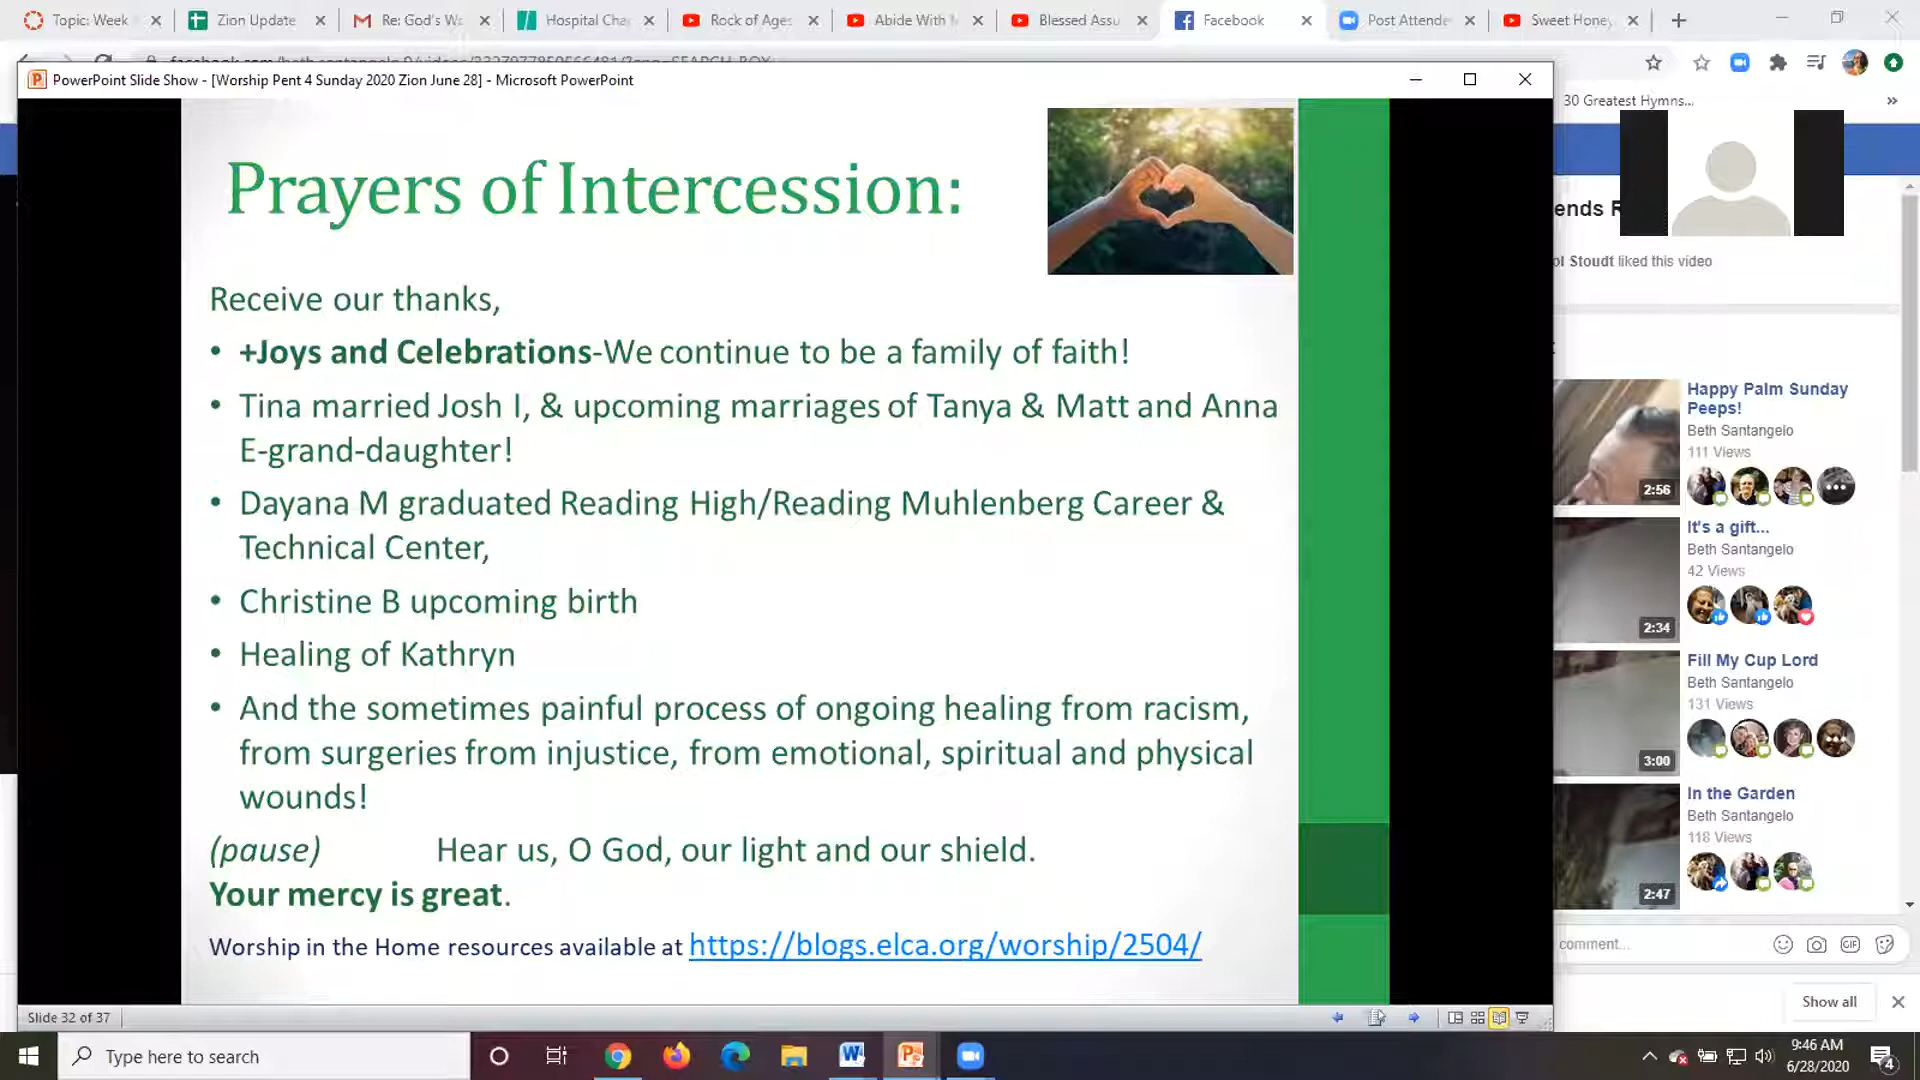 Topic: Week
Zion Update
Re: God's Wo
Hospital Cha
Rock of Ages
Abide With M
Blessed Assu
Facebook
Post Attende
Sweet Honey
PowerPoint Slide Show - [Worship Pent 4 Sunday 2020 Zion June 28] - Microsoft PowerPoint
30 Greatest Hymns...
Prayers of Intercession:
Receive our thanks,
• +Joys and Celebrations-We continue to be a family of faith!
• Tina married Josh I, & upcoming marriages of Tanya & Matt and Anna
E-grand-daughter!
• Dayana M graduated Reading High/Reading Muhlenberg Career &
Technical Center,
• Christine B upcoming birth
• Healing of Kathryn
• And the sometimes painful process of ongoing healing from racism,
from surgeries from injustice, from emotional, spiritual and physical
wounds!
(pause) Hear us, O God, our light and our shield.
Your mercy is great.
Worship in the Home resources available at https://blogs.elca.org/worship/2504/
ends R
ol Stoudt liked this video
Happy Palm Sunday
Peeps!
Beth Santangelo
111 Views
2:56
It's a gift...
Beth Santangelo
42 Views
2:34
Fill My Cup Lord
Beth Santangelo
131 Views
3:00
In the Garden
Beth Santangelo
118 Views
2:47
comment...
GIF
Show all
Slide 32 of 37
Type here to search
9:46 AM
6/28/2020
4